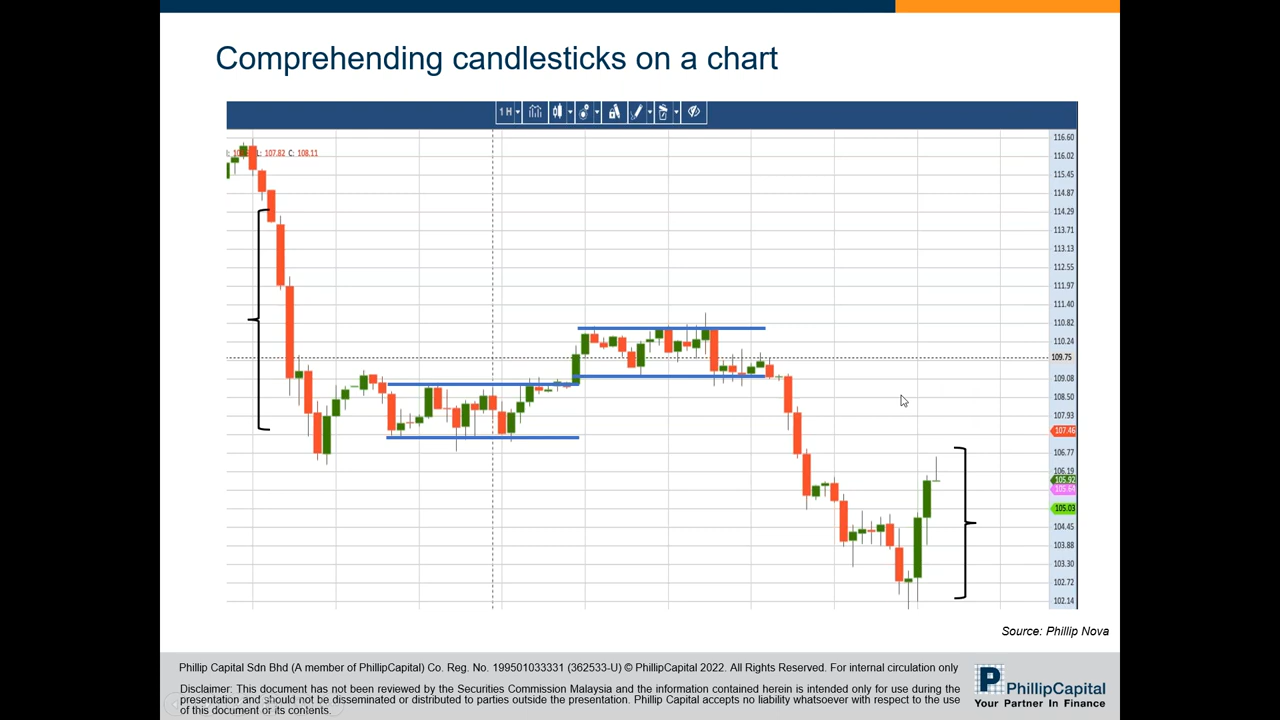 Comprehending candlesticks on a chart
1 H
L: 107.82 C: 108.11
116.60
116.02
115.45
114.87
114.29
113.71
113.13
112.55
111.97
111.40
110.82
110.24
109.75
109.08
108.50
107.93
107.46
106.77
106.19
105.92
105.64
105.03
104.45
103.88
103.30
102.72
102.14
Source: Phillip Nova
Phillip Capital Sdn Bhd (A member of PhillipCapital) Co. Reg. No. 199501033331 (362533-U) © PhillipCapital 2022. All Rights Reserved. For internal circulation only
Disclaimer: This document has not been reviewed by the Securities Commission Malaysia and the information contained herein is intended only for use during the
presentation and should not be disseminated or distributed to parties outside the presentation. Phillip Capital accepts no liability whatsoever with respect to the use
of this document or its contents.
P
PhillipCapital
Your Partner In Finance